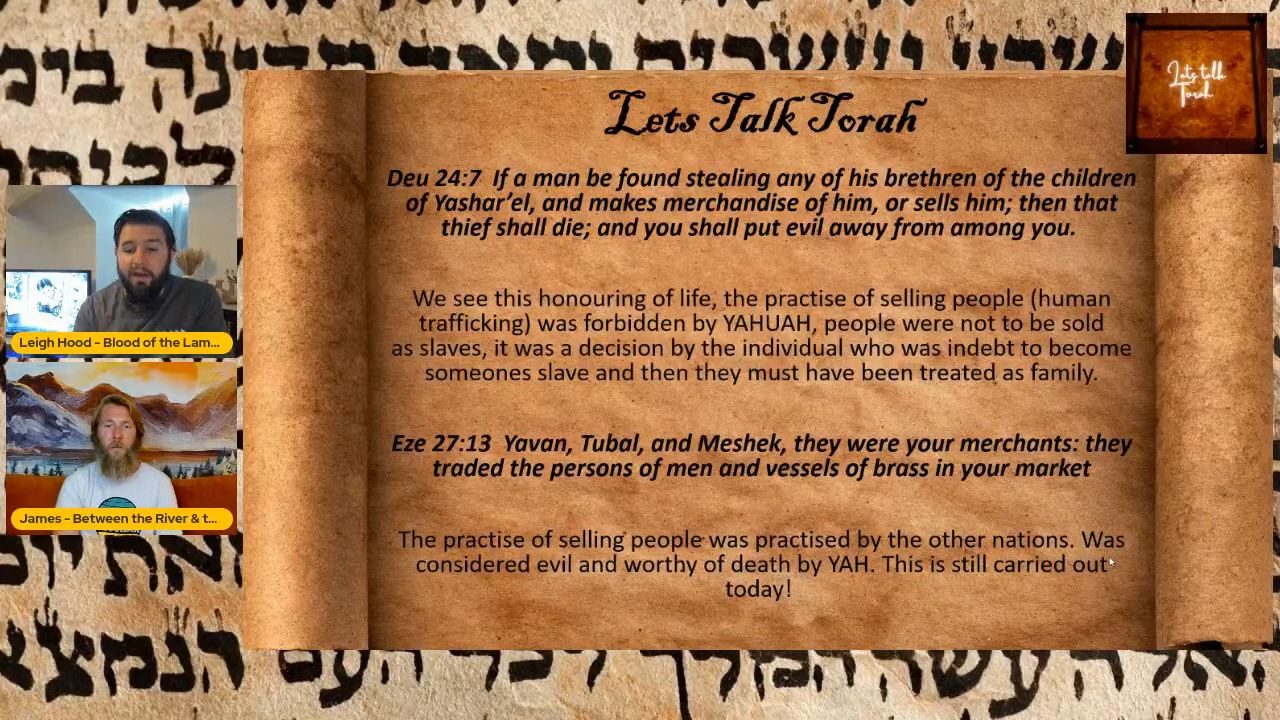 Lets Talk Torah
Lets talk
Torah
Deu 24:7  If a man be found stealing any of his brethren of the children
of Yashar’el, and makes merchandise of him, or sells him; then that
thief shall die; and you shall put evil away from among you.
We see this honouring of life, the practise of selling people (human
trafficking) was forbidden by YAHUAH, people were not to be sold
as slaves, it was a decision by the individual who was indebt to become
someones slave and then they must have been treated as family.
Eze 27:13  Yavan, Tubal, and Meshek, they were your merchants: they
traded the persons of men and vessels of brass in your market
The practise of selling people was practised by the other nations. Was
considered evil and worthy of death by YAH. This is still carried out
today!
Leigh Hood - Blood of the Lam...
James - Between the River & t...